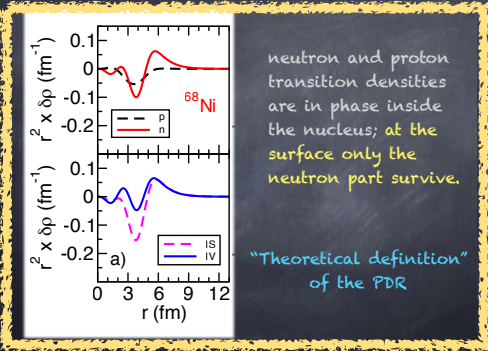 0.1
0
-0.1
-0.2
r² x δρ (fm⁻¹)
⁶⁸Ni
p
n
0.1
0
-0.1
-0.2
r² x δρ (fm⁻¹)
a)
IS
IV
0 3 6 9 12
r (fm)
neutron and proton
transition densities
are in phase inside
the nucleus; at the
surface only the
neutron part survive.
"Theoretical definition"
of the PDR